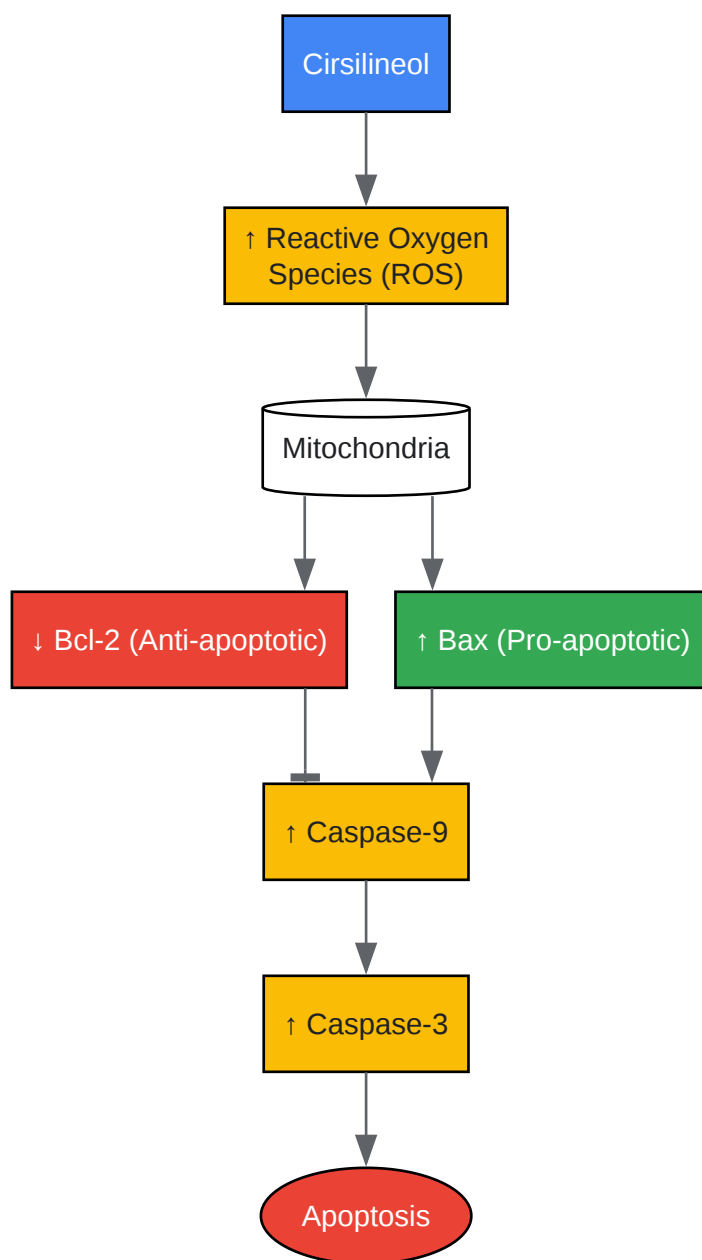 Cirsilineol
↑ Reactive Oxygen
Species (ROS)
Mitochondria
↓ Bcl-2 (Anti-apoptotic)
↑ Bax (Pro-apoptotic)
↑ Caspase-9
↑ Caspase-3
Apoptosis